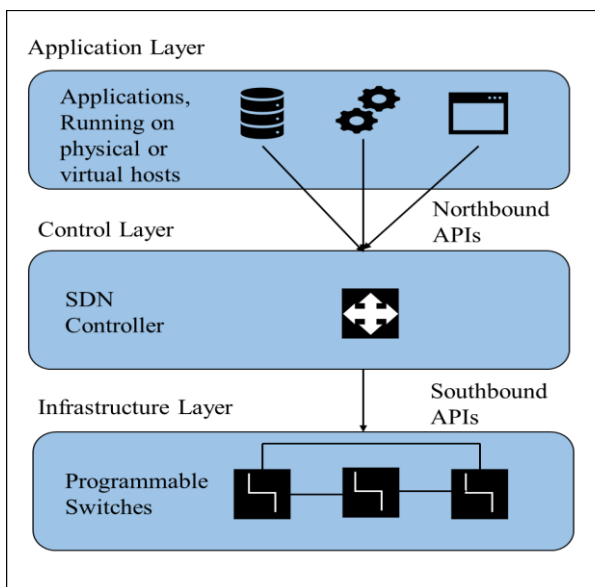 Application Layer
Applications,
Running on
physical or
virtual hosts
Northbound
APIs
Control Layer
SDN
Controller
Southbound
APIs
Infrastructure Layer
Programmable
Switches